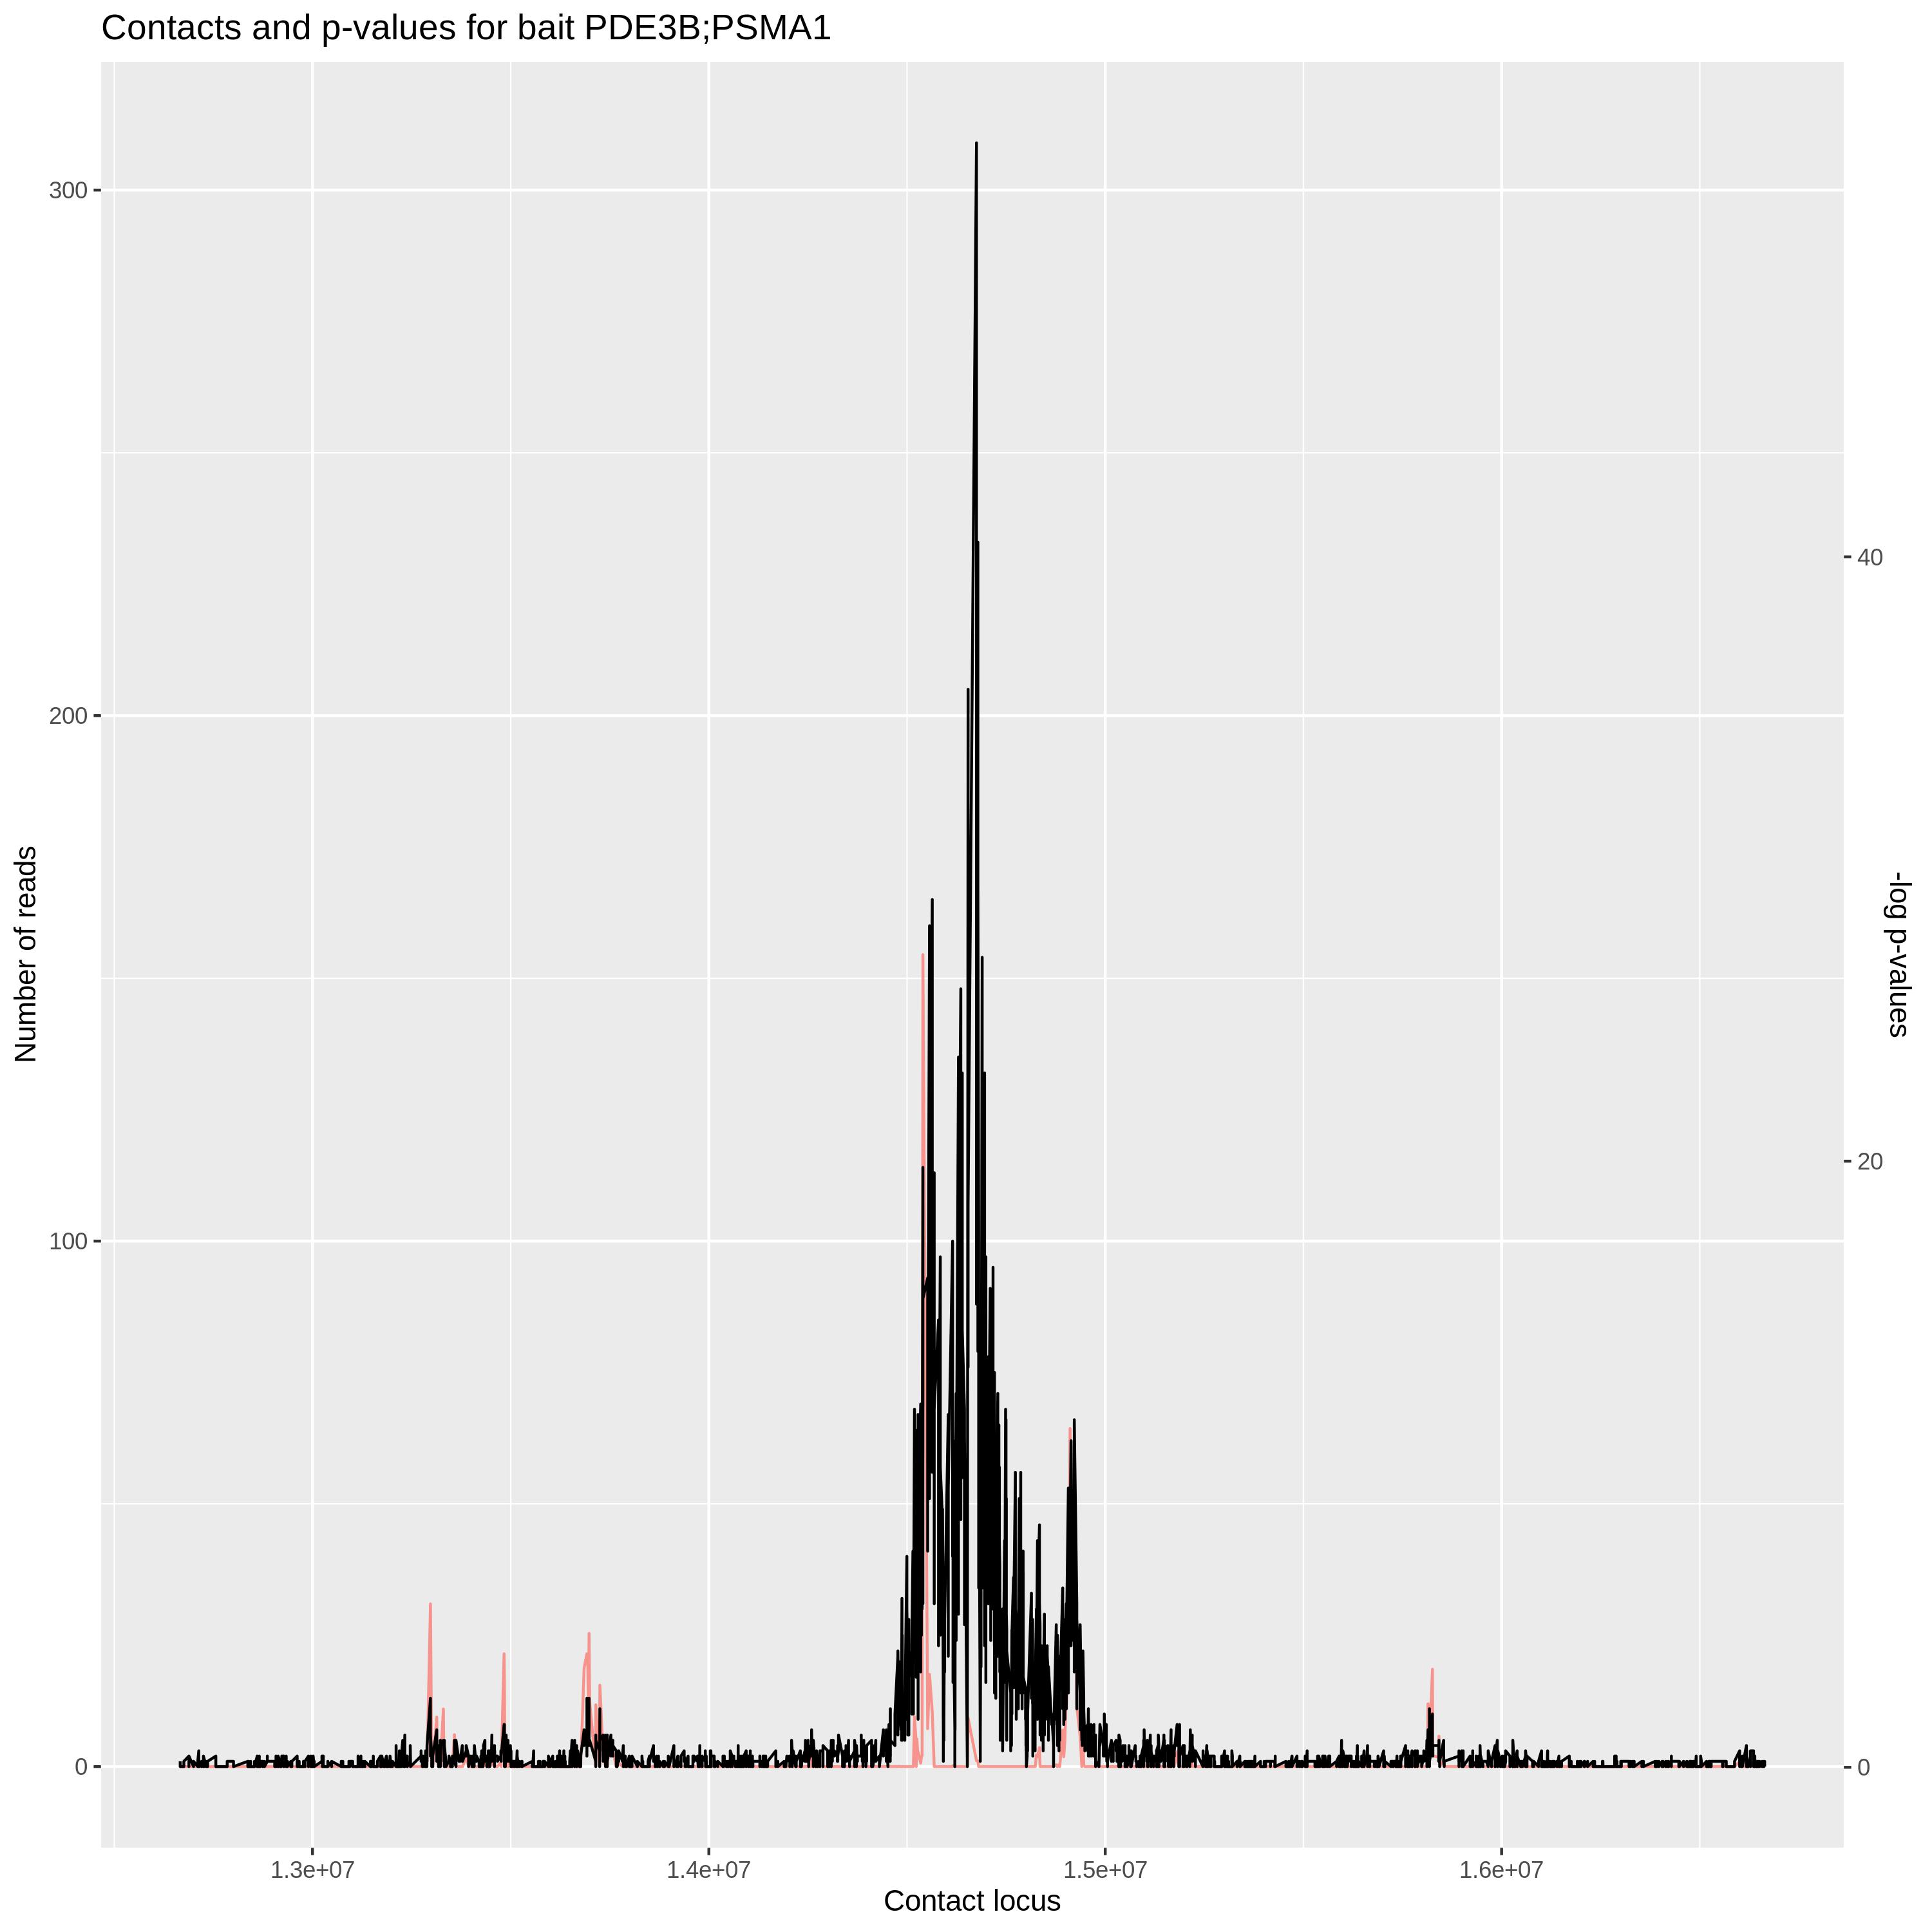 Contacts and p-values for bait PDE3B;PSMA1
300
200
100
0
Number of reads
40
20
0
-log p-values
1.3e+07
1.4e+07
1.5e+07
1.6e+07
Contact locus